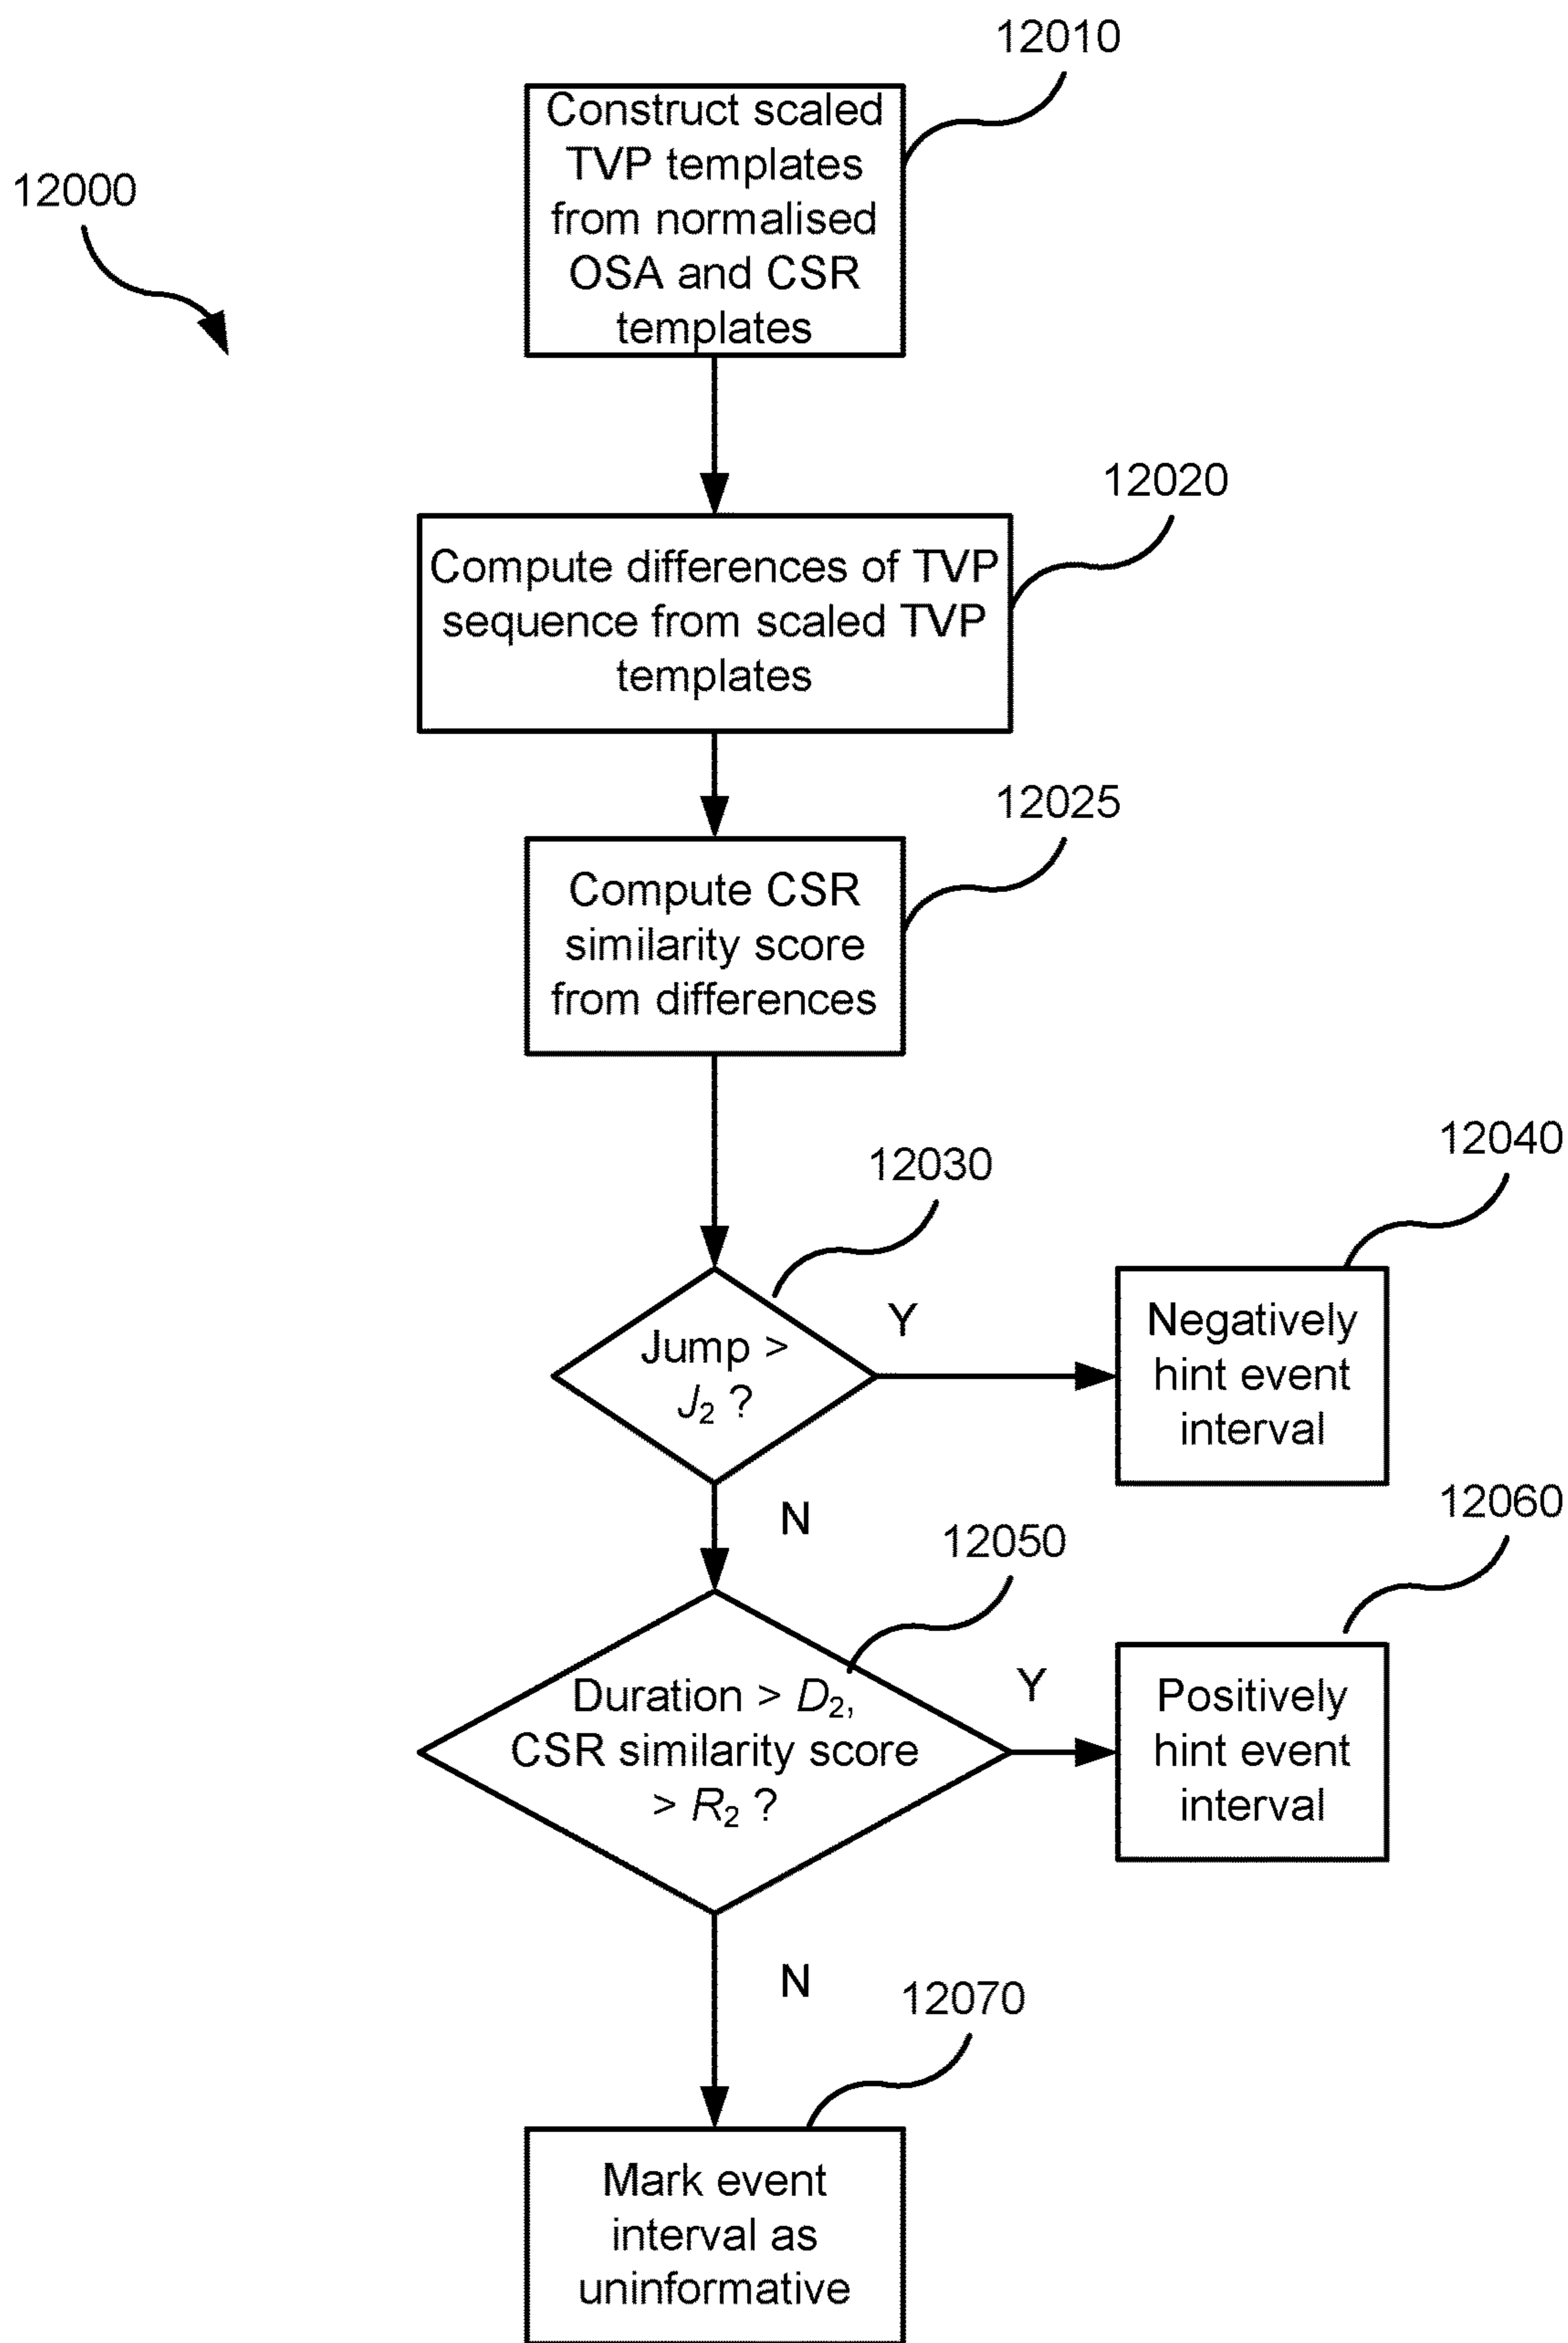 12010
Construct scaled
TVP templates
from normalised
OSA and CSR
templates
12000
12020
Compute differences of TVP
sequence from scaled TVP
templates
12025
Compute CSR
similarity score
from differences
12030
12040
Jump >
J₂ ?
Y
Negatively
hint event
interval
N
12050
12060
Duration > D₂,
CSR similarity score
> R₂ ?
Y
Positively
hint event
interval
N
12070
Mark event
interval as
uninformative